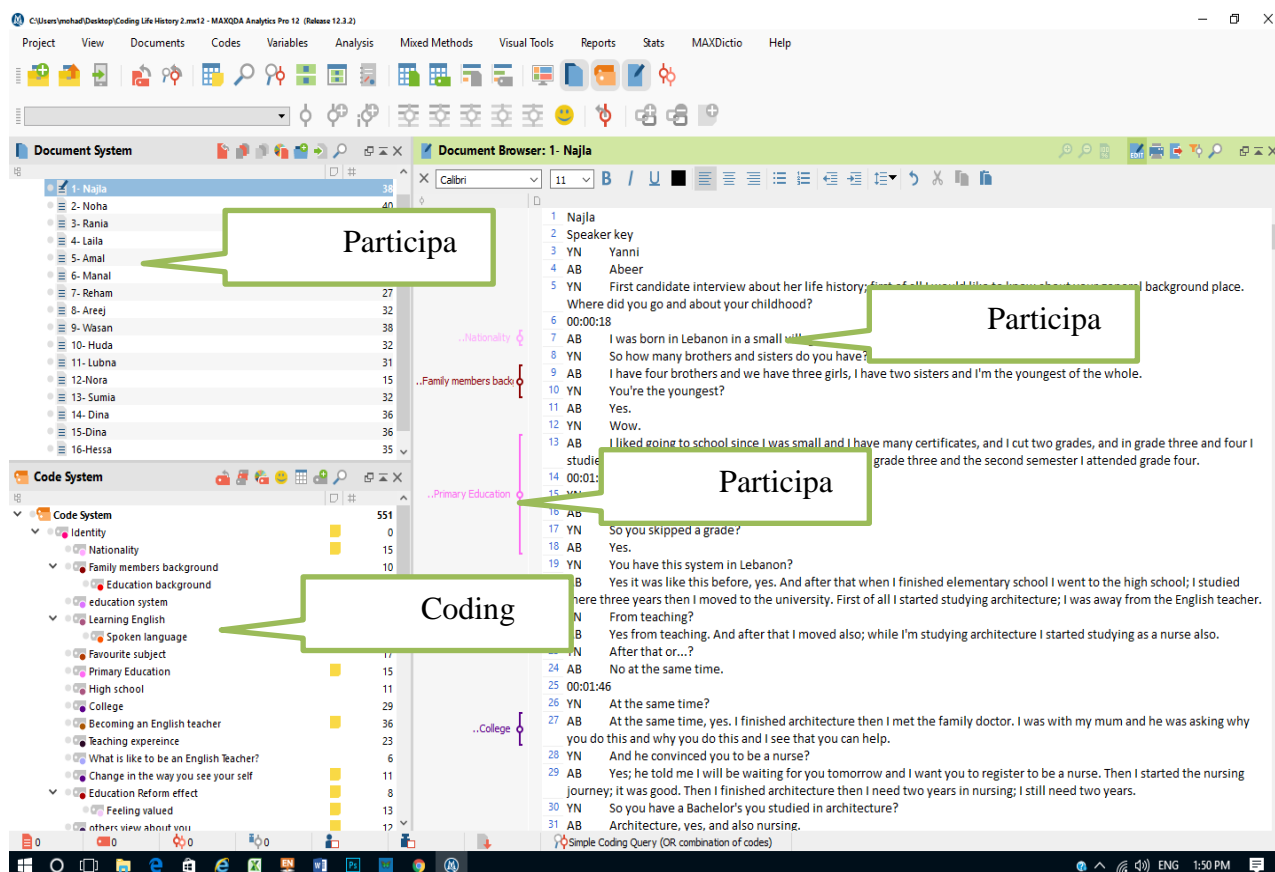 C:\Users\mohad\Desktop\Coding Life History 2.mx12 - MAXQDA Analytics Pro 12 (Release 12.3.2)
Project View Documents Codes Variables Analysis Mixed Methods Visual Tools Reports Stats MAXDictio Help
Document System
#
1- Najla 38
2- Noha 40
3- Rania
4- Laila
5- Amal
6- Manal
7- Reham 27
8- Areej 32
9- Wasan 38
10- Huda 32
11- Lubna 31
12-Nora 15
13- Sumia 32
14- Dina 36
15-Dina 36
16-Hessa 35
Participa
Code System
#
Code System 551
Identity 0
Nationality 15
Family members background 10
Education background
education system
Learning English
Spoken language
Favourite subject 17
Primary Education 15
High school 11
College 29
Becoming an English teacher 36
Teaching expereince 23
What is like to be an English Teacher? 6
Change in the way you see your self 11
Education Reform effect 8
Feeling valued 13
others view about you 12
Coding
Document Browser: 1- Najla
EDIT
Calibri 11 B I U
..Nationality
..Family members back
..Primary Education
..College
1 Najla
2 Speaker key
3 YN Yanni
4 AB Abeer
5 YN First candidate interview about her life history; first of all I would like to know about your general background place.
Where did you go and about your childhood?
6 00:00:18
7 AB I was born in Lebanon in a small
8 YN So how many brothers and sisters do you have?
9 AB I have four brothers and we have three girls, I have two sisters and I'm the youngest of the whole.
10 YN You're the youngest?
11 AB Yes.
12 YN Wow.
13 AB I liked going to school since I was small and I have many certificates, and I cut two grades, and in grade three and four I
studie grade three and the second semester I attended grade four.
14 00:01:
15 YN
16 AB
17 YN So you skipped a grade?
18 AB Yes.
19 YN You have this system in Lebanon?
B Yes it was like this before, yes. And after that when I finished elementary school I went to the high school; I studied
here three years then I moved to the university. First of all I started studying architecture; I was away from the English teacher.
N From teaching?
B Yes from teaching. And after that I moved also; while I'm studying architecture I started studying as a nurse also.
YN After that or...?
24 AB No at the same time.
25 00:01:46
26 YN At the same time?
27 AB At the same time, yes. I finished architecture then I met the family doctor. I was with my mum and he was asking why
you do this and why you do this and I see that you can help.
28 YN And he convinced you to be a nurse?
29 AB Yes; he told me I will be waiting for you tomorrow and I want you to register to be a nurse. Then I started the nursing
journey; it was good. Then I finished architecture then I need two years in nursing; I still need two years.
30 YN So you have a Bachelor's you studied in architecture?
31 AB Architecture, yes, and also nursing.
Participa
Participa
0 0 0 0 Simple Coding Query (OR combination of codes)
ENG 1:50 PM